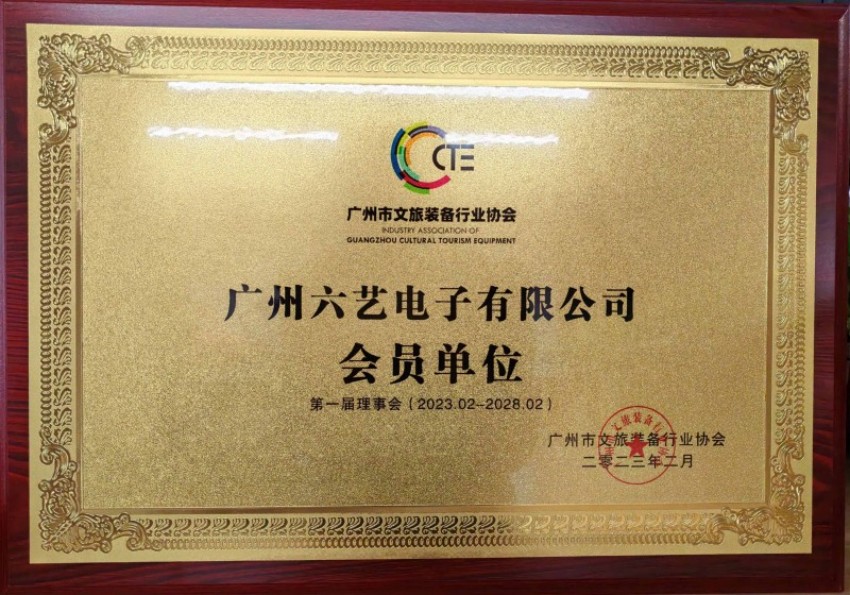 CTE
广州市文旅装备行业协会
INDUSTRY ASSOCIATION OF
GUANGZHOU CULTURAL TOURISM EQUIPMENT
广州六艺电子有限公司
会员单位
第一届理事会（2023.02--2028.02）
广州市文旅装备行业协会
二零二三年二月